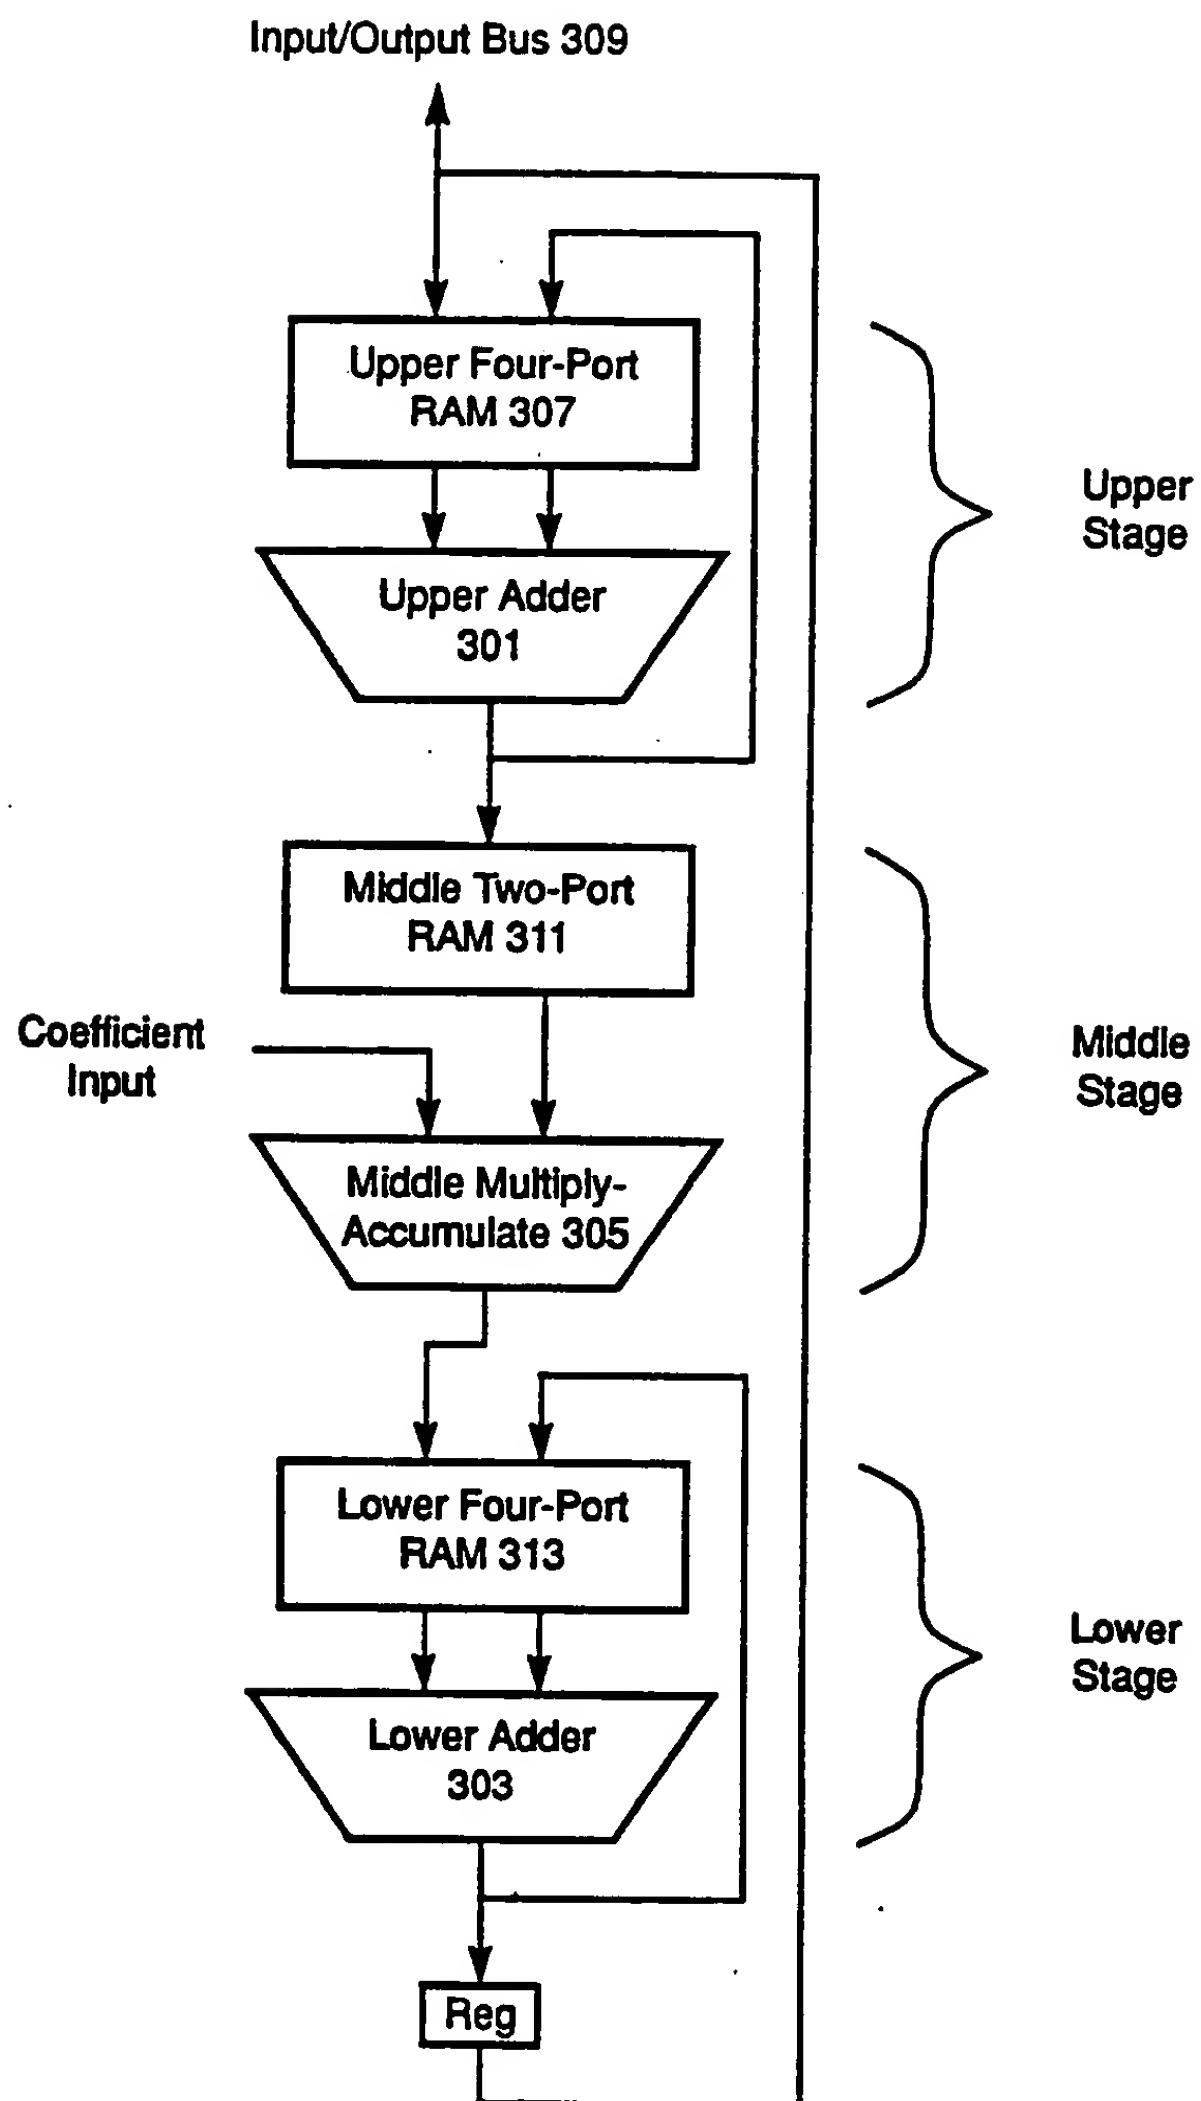 Input/Output Bus 309
Upper Four-Port
RAM 307
Upper
Stage
Upper Adder
301
Middle Two-Port
RAM 311
Coefficient
Input
Middle
Stage
Middle Multiply-
Accumulate 305
Lower Four-Port
RAM 313
Lower
Stage
Lower Adder
303
Reg